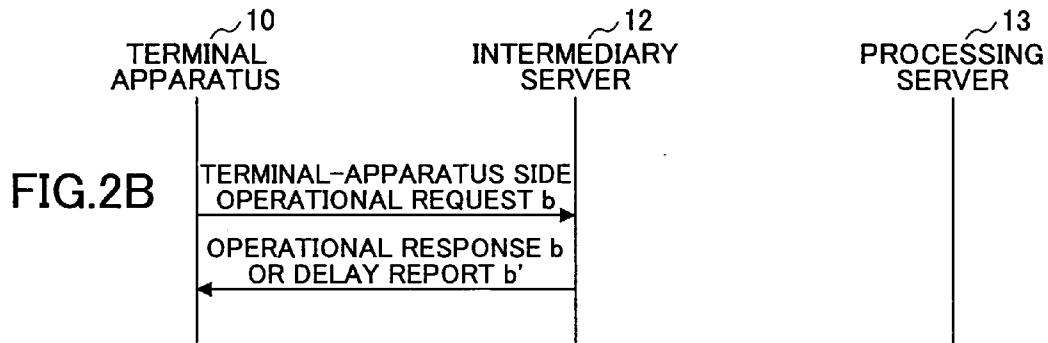 10
TERMINAL
APPARATUS
12
INTERMEDIARY
SERVER
13
PROCESSING
SERVER
FIG.2B
TERMINAL-APPARATUS SIDE
OPERATIONAL REQUEST b
OPERATIONAL RESPONSE b
OR DELAY REPORT b'